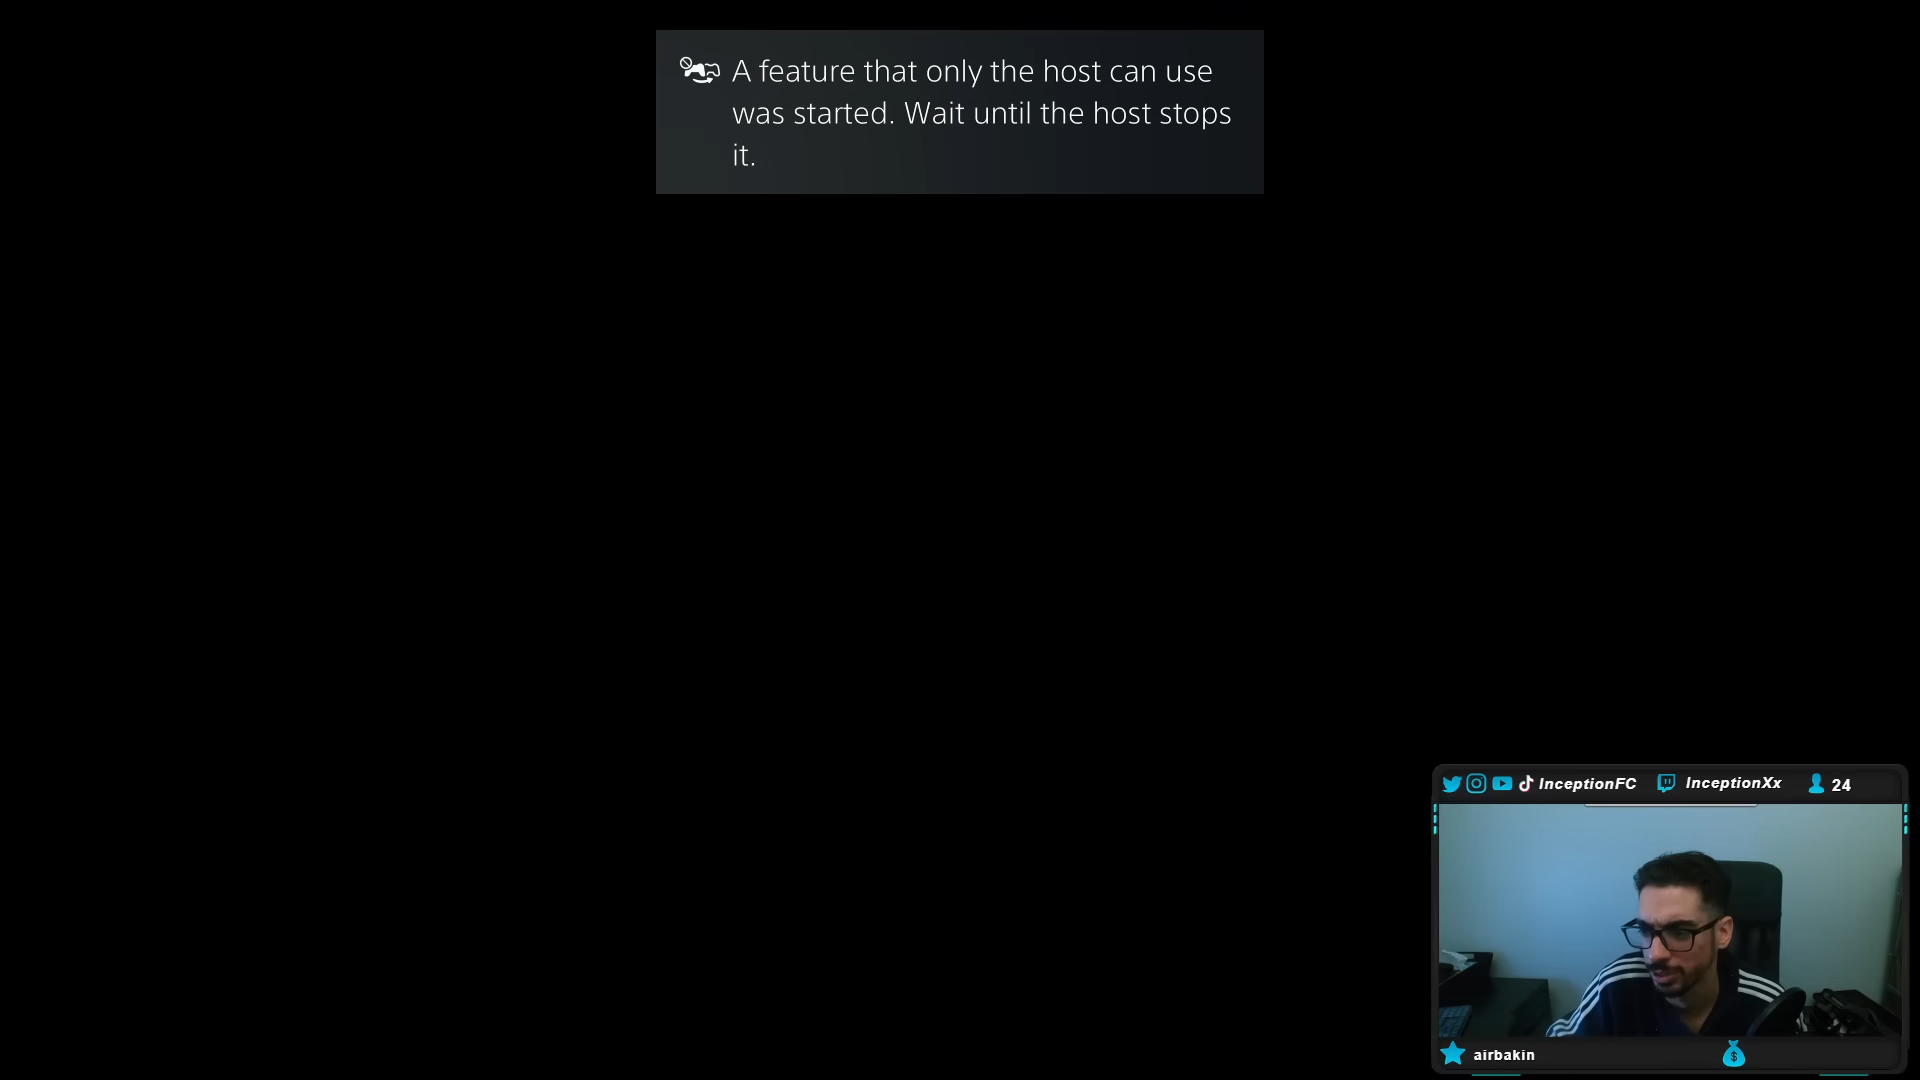 A feature that only the host can use
was started. Wait until the host stops
it.
InceptionFC InceptionXx 24
airbakin